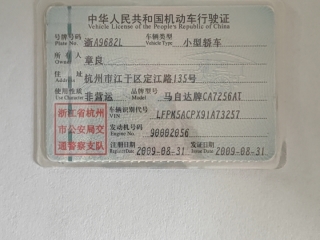 中华人民共和国机动车行驶证
Vehicle License of the People's Republic of China
号牌号码 浙A9682L 车辆类型 小型轿车
Plate No. Vehicle Type
所有人 章良
Owner
住址 杭州市江干区定江路135号
Address
使用性质 非营运 品牌型号 马自达牌CA7256AT
Use Character Model
浙江省杭州
市公安局交
通警察支队
车辆识别代号 LFPM5ACPX91A73257
VIN
发动机号码 90002056
Engine No.
注册日期 2009-08-31 发证日期 2009-08-31
Register Date Issue Date